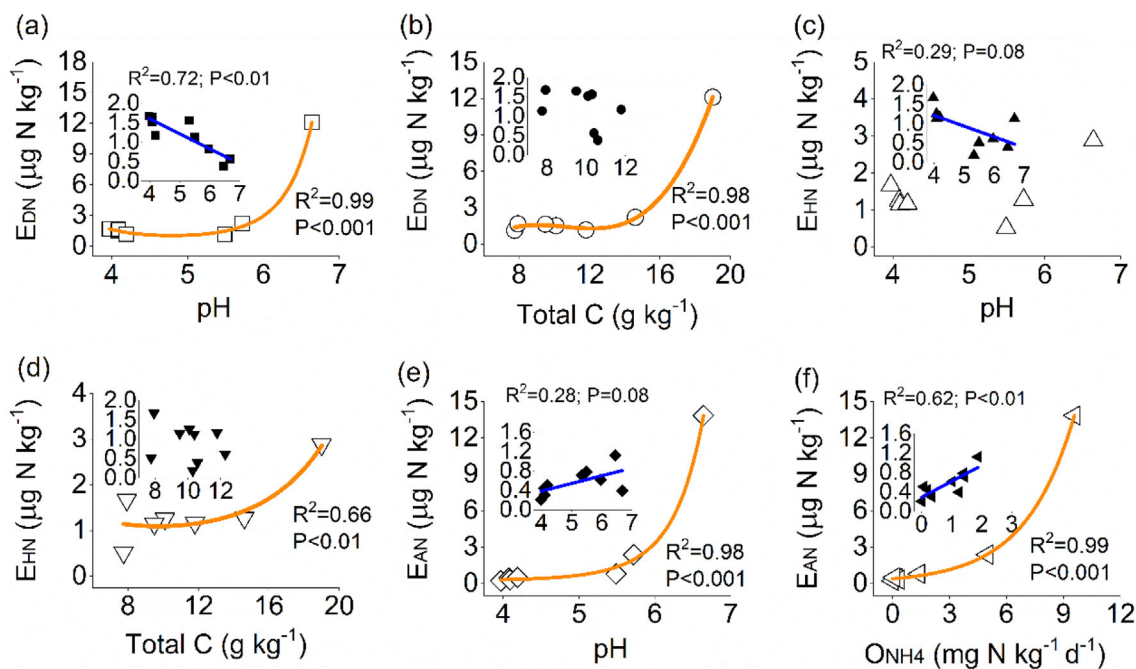 (a)
R²=0.72; P<0.01
18
15
12
9
6
3
0
2.0
1.5
1.0
0.5
0.0
4 5 6 7
R²=0.99
P<0.001
4 5 6 7
EDN (µg N kg⁻¹)
pH
(b)
15
12
9
6
3
0
2.0
1.5
1.0
0.5
0.0
8 10 12
R²=0.98
P<0.001
8 12 16 20
EDN (µg N kg⁻¹)
Total C (g kg⁻¹)
(c)
R²=0.29; P=0.08
5
4
3
2
1
0
2.0
1.5
1.0
0.5
0.0
4 5 6 7
4 5 6 7
EHN (µg N kg⁻¹)
pH
(d)
4
3
2
1
0
2.0
1.5
1.0
0.5
0.0
8 10 12
R²=0.66
P<0.01
8 12 16 20
EHN (µg N kg⁻¹)
Total C (g kg⁻¹)
(e)
R²=0.28; P=0.08
15
12
9
6
3
0
1.6
1.2
0.8
0.4
0.0
4 5 6 7
R²=0.98
P<0.001
4 5 6 7
EAN (µg N kg⁻¹)
pH
(f)
R²=0.62; P<0.01
15
12
9
6
3
0
1.6
1.2
0.8
0.4
0.0
0 1 2 3
R²=0.99
P<0.001
0 3 6 9 12
EAN (µg N kg⁻¹)
ONH4 (mg N kg⁻¹ d⁻¹)